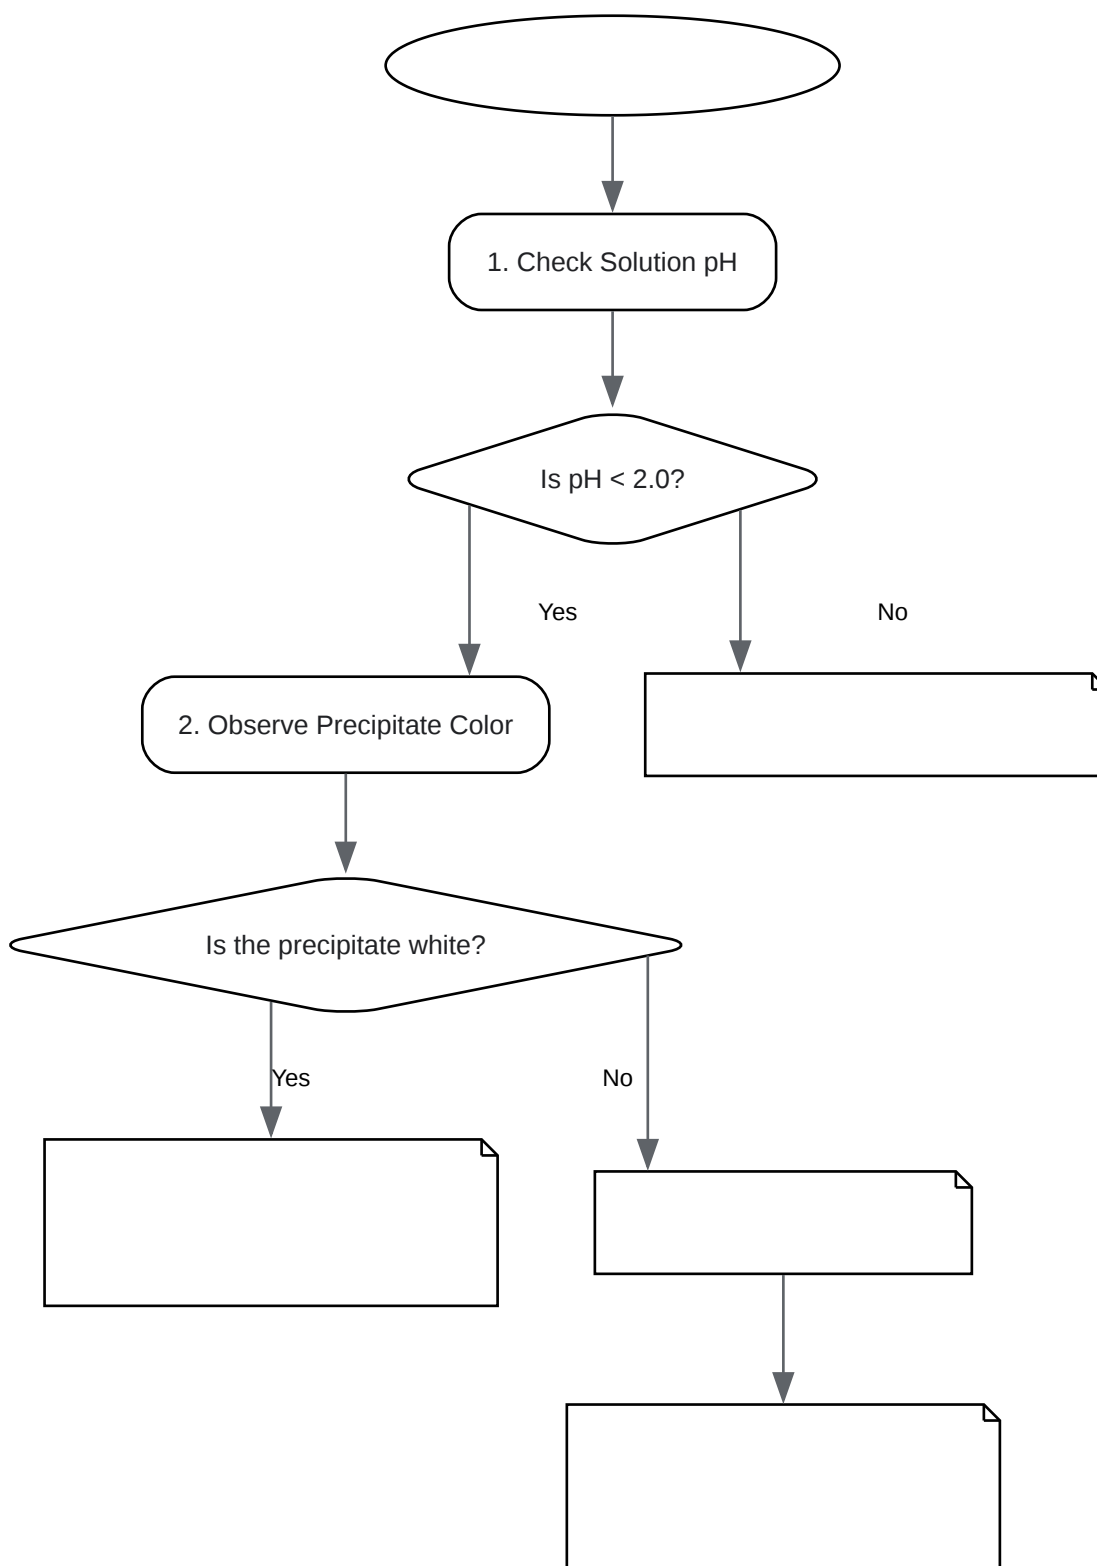 1. Check Solution pH
Is pH < 2.0?
Yes
No
2. Observe Precipitate Color
Is the precipitate white?
Yes
No